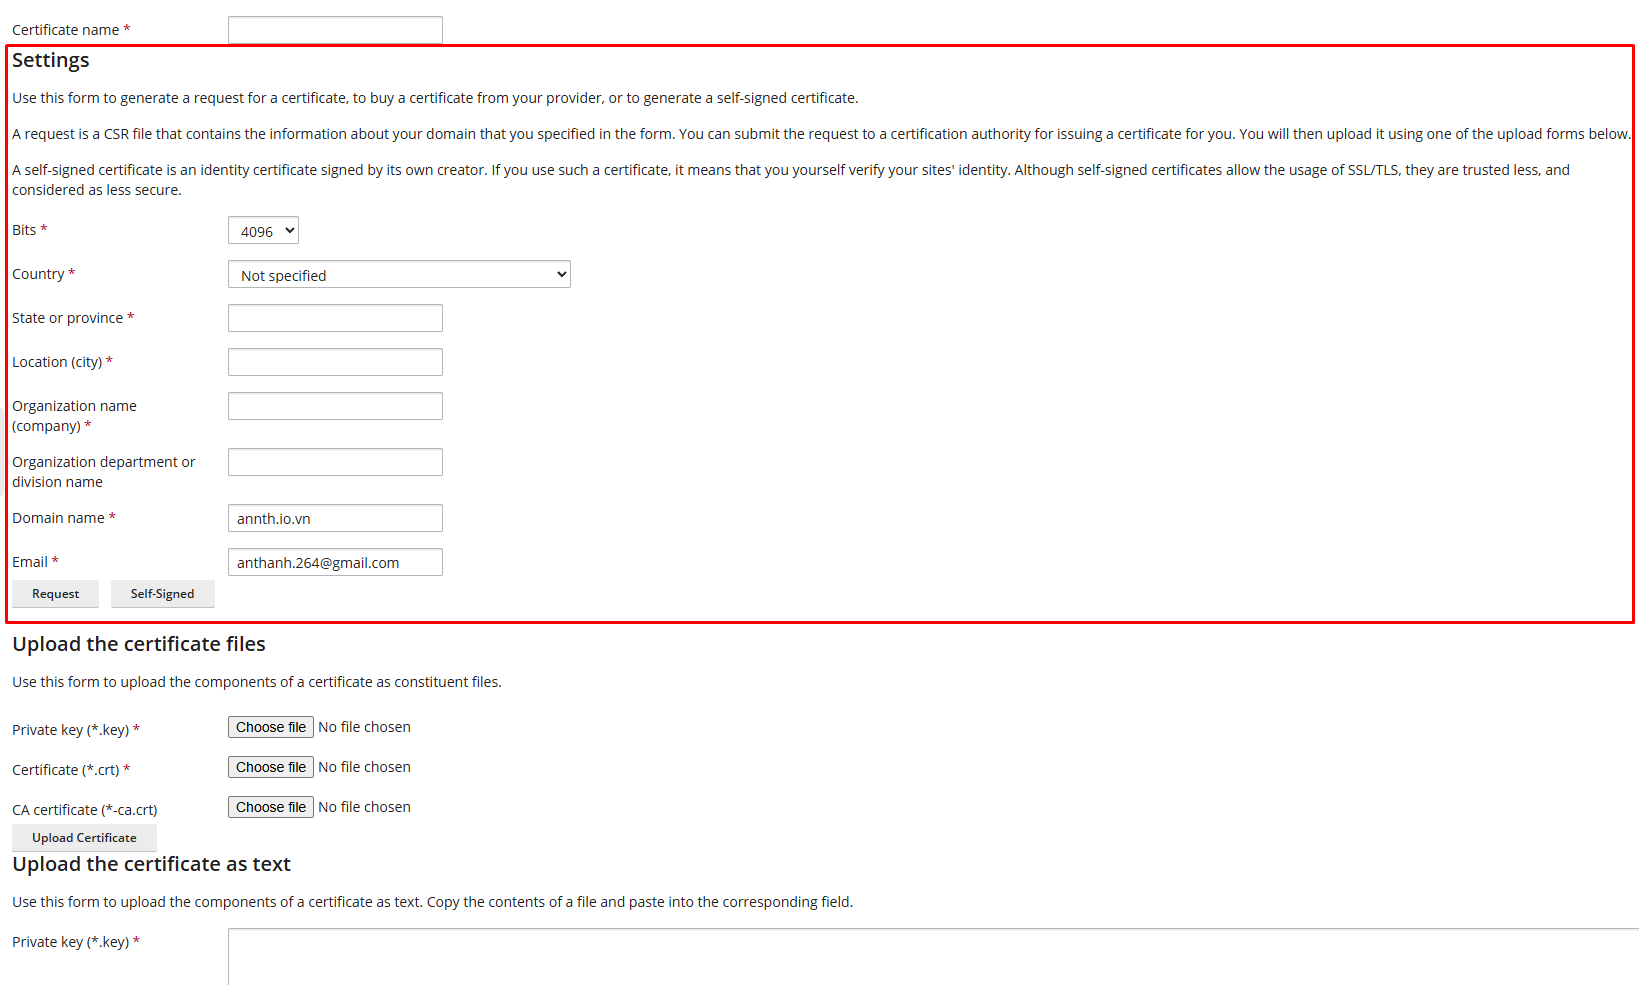 Certificate name *
Settings
Use this form to generate a request for a certificate, to buy a certificate from your provider, or to generate a self-signed certificate.
A request is a CSR file that contains the information about your domain that you specified in the form. You can submit the request to a certification authority for issuing a certificate for you. You will then upload it using one of the upload forms below.
A self-signed certificate is an identity certificate signed by its own creator. If you use such a certificate, it means that you yourself verify your sites' identity. Although self-signed certificates allow the usage of SSL/TLS, they are trusted less, and
considered as less secure.
Bits * 4096
Country * Not specified
State or province *
Location (city) *
Organization name
(company) *
Organization department or
division name
Domain name * annth.io.vn
Email * anthanh.264@gmail.com
Request Self-Signed
Upload the certificate files
Use this form to upload the components of a certificate as constituent files.
Private key (*.key) * Choose file No file chosen
Certificate (*.crt) * Choose file No file chosen
CA certificate (*-ca.crt) Choose file No file chosen
Upload Certificate
Upload the certificate as text
Use this form to upload the components of a certificate as text. Copy the contents of a file and paste into the corresponding field.
Private key (*.key) *